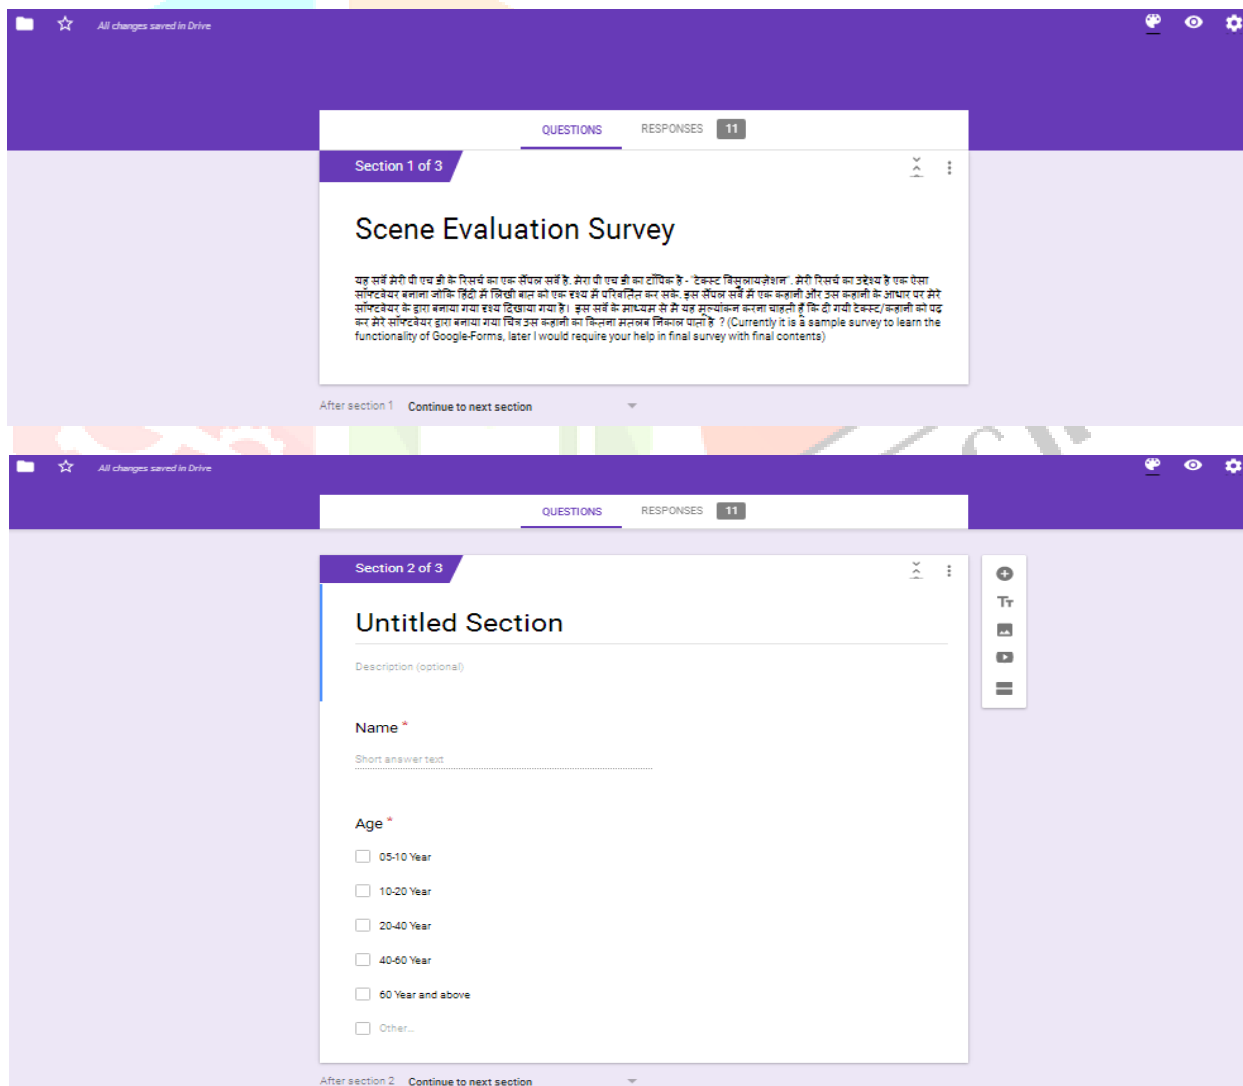 All changes saved in Drive
QUESTIONS RESPONSES 11
Section 1 of 3
Scene Evaluation Survey
यह सर्वे मेरी पी एच डी के रिसर्च का एक सैंपल सर्वे है. मेरा पी एच डी का टॉपिक है - 'टेक्स्ट विसुलायज़ेशन'. मेरी रिसर्च का उद्देश्य है एक ऐसा
सॉफ्टवेयर बनाना जोकि हिंदी में लिखी बात को एक दृश्य में परिवर्तित कर सके. इस सैंपल सर्वे में एक कहानी और उस कहानी के आधार पर मेरे
सॉफ्टवेयर के द्वारा बनाया गया दृश्य दिखाया गया है। इस सर्वे के माध्यम से मै यह मूल्यांकन करना चाहती हूँ कि दी गयी टेक्स्ट/कहानी को पढ़
कर मेरे सॉफ्टवेयर द्वारा बनाया गया चित्र उस कहानी का कितना मतलब निकाल पाता है ? (Currently it is a sample survey to learn the
functionality of Google-Forms, later I would require your help in final survey with final contents)
After section 1 Continue to next section
All changes saved in Drive
QUESTIONS RESPONSES 11
Section 2 of 3
Untitled Section
Description (optional)
Name *
Short answer text
Age *
05-10 Year
10-20 Year
20-40 Year
40-60 Year
60 Year and above
Other...
After section 2 Continue to next section